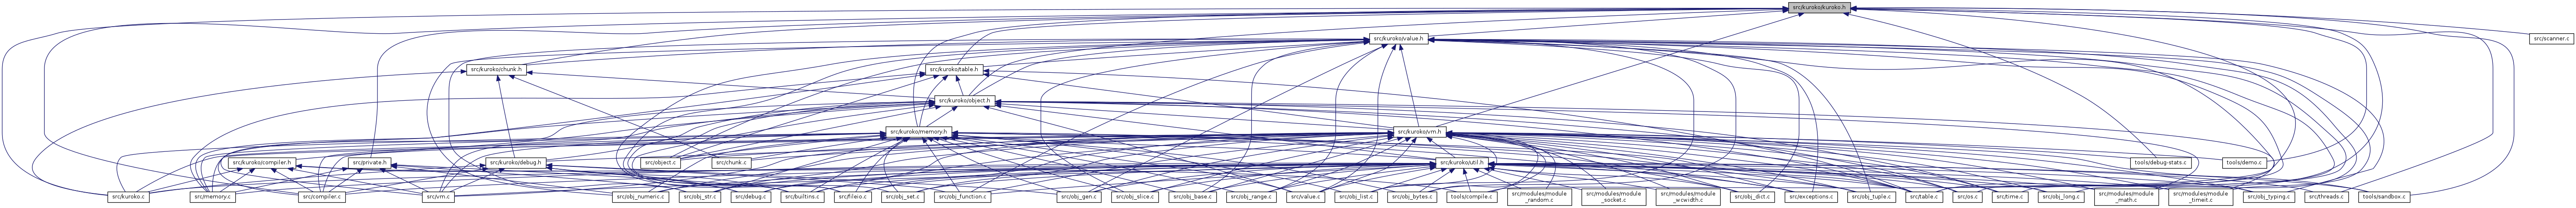 src/kuroko/kuroko.h
src/kuroko/value.h
src/scanner.c
src/kuroko/chunk.h
src/kuroko/table.h
src/kuroko/object.h
src/kuroko/memory.h
src/kuroko/vm.h
src/kuroko/compiler.h
src/private.h
src/kuroko/debug.h
src/object.c
src/chunk.c
src/kuroko/util.h
tools/debug-stats.c
tools/demo.c
src/kuroko.c
src/memory.c
src/compiler.c
src/vm.c
src/obj_numeric.c
src/obj_str.c
src/debug.c
src/builtins.c
src/fileio.c
src/obj_set.c
src/obj_function.c
src/obj_gen.c
src/obj_slice.c
src/obj_base.c
src/obj_range.c
src/value.c
src/obj_list.c
src/obj_bytes.c
tools/compile.c
src/modules/module
_random.c
src/modules/module
_socket.c
src/modules/module
_wcwidth.c
src/obj_dict.c
src/exceptions.c
src/obj_tuple.c
src/table.c
src/os.c
src/time.c
src/obj_long.c
src/modules/module
_math.c
src/modules/module
_timeit.c
src/obj_typing.c
src/threads.c
tools/sandbox.c